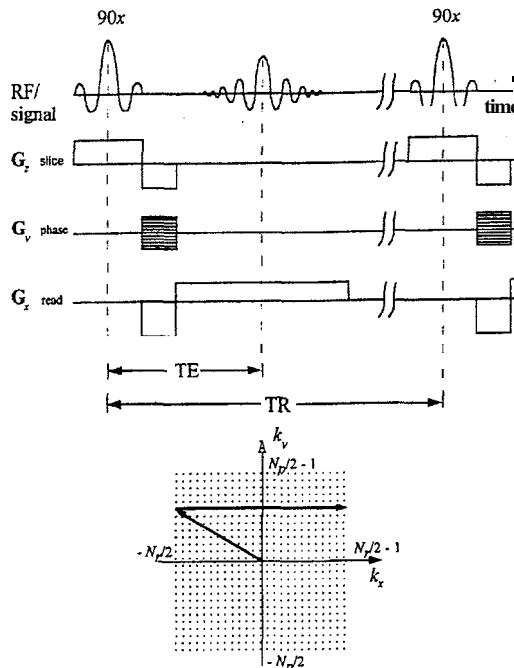 90x 90x
RF/
signal
time
G_z slice
G_y phase
G_x read
TE
TR
k_y
N_p/2 - 1
- N_r/2
N_r/2 - 1
k_x
- N_p/2